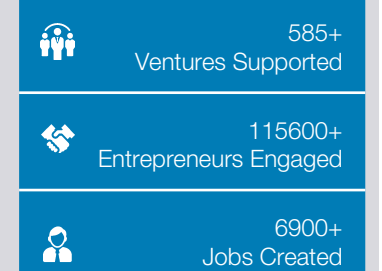 585+
Ventures Supported
115600+
Entrepreneurs Engaged
6900+
Jobs Created